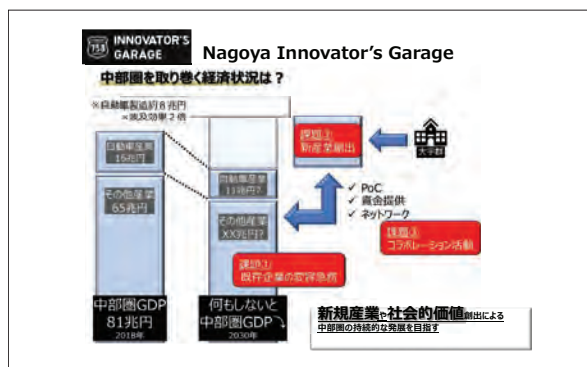 158
INNOVATOR'S
GARAGE
Nagoya Innovator's Garage
中部圏を取り巻く経済状況は？
※自動車製造約8兆円
※波及効果2倍
自動車産業
16兆円
その他産業
65兆円
自動車産業
11兆円?
その他産業
XX兆円?
課題②
新産業創出
大学群
✓ PoC
✓ 資金提供
✓ ネットワーク
課題③
コラボレーション活動
課題①
既存企業の変容急務
中部圏GDP
81兆円
2018年
何もしないと
中部圏GDP↘
2030年
新規産業や社会的価値創出による
中部圏の持続的な発展を目指す